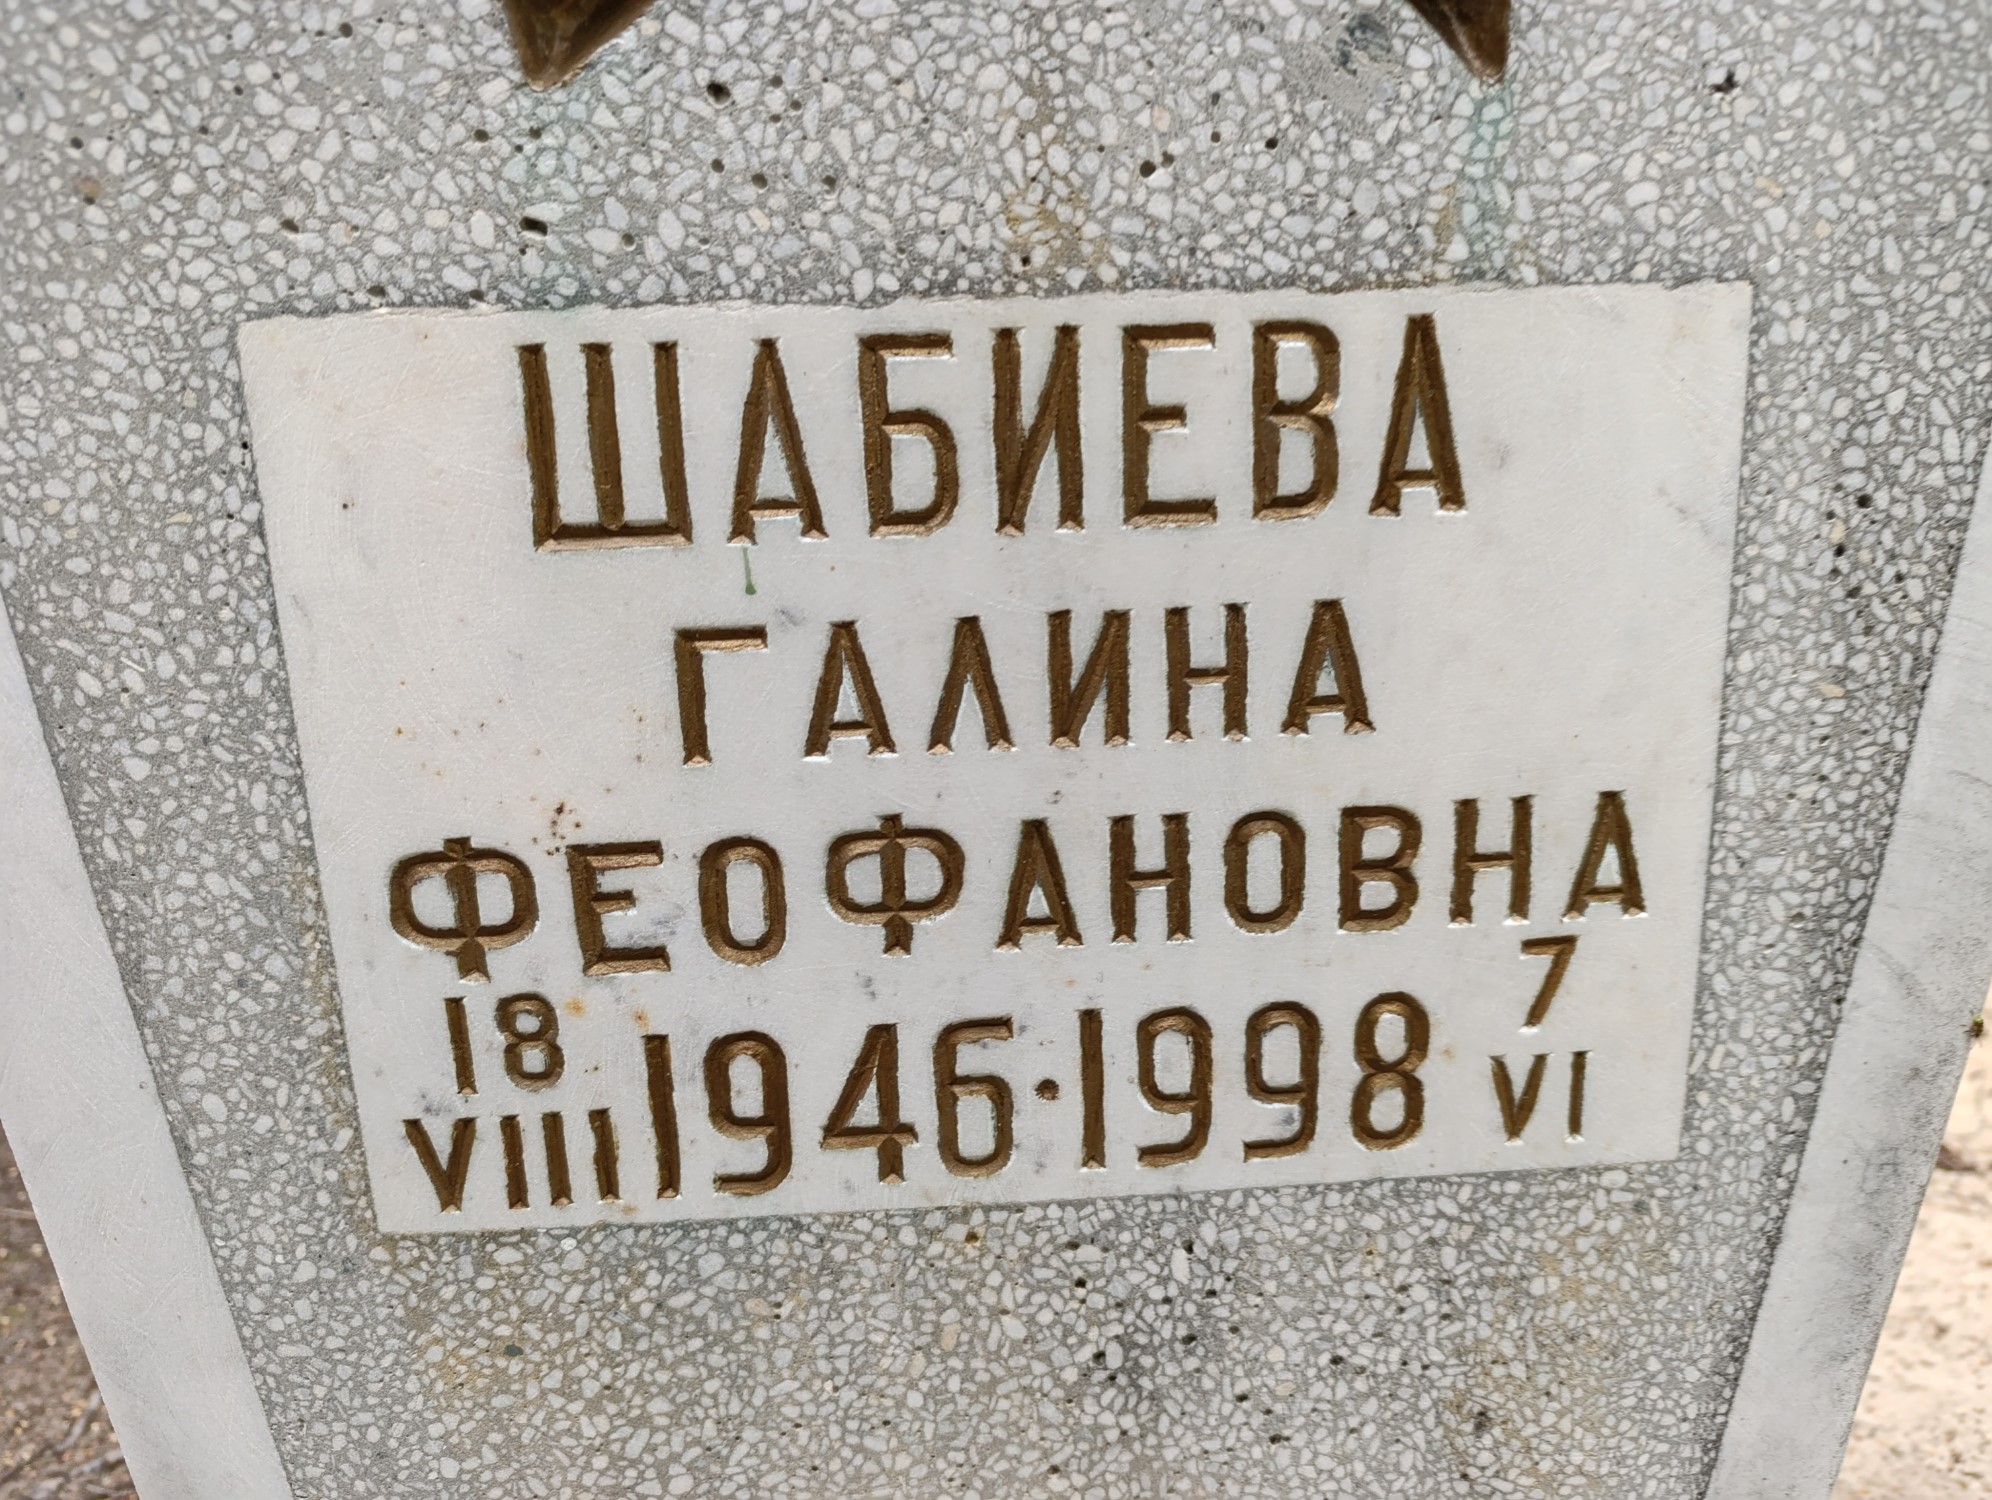 ШАБИЕВА
ГАЛИНА
ФЕОФАНОВНА
18 VIII 1946·1998 7 VI